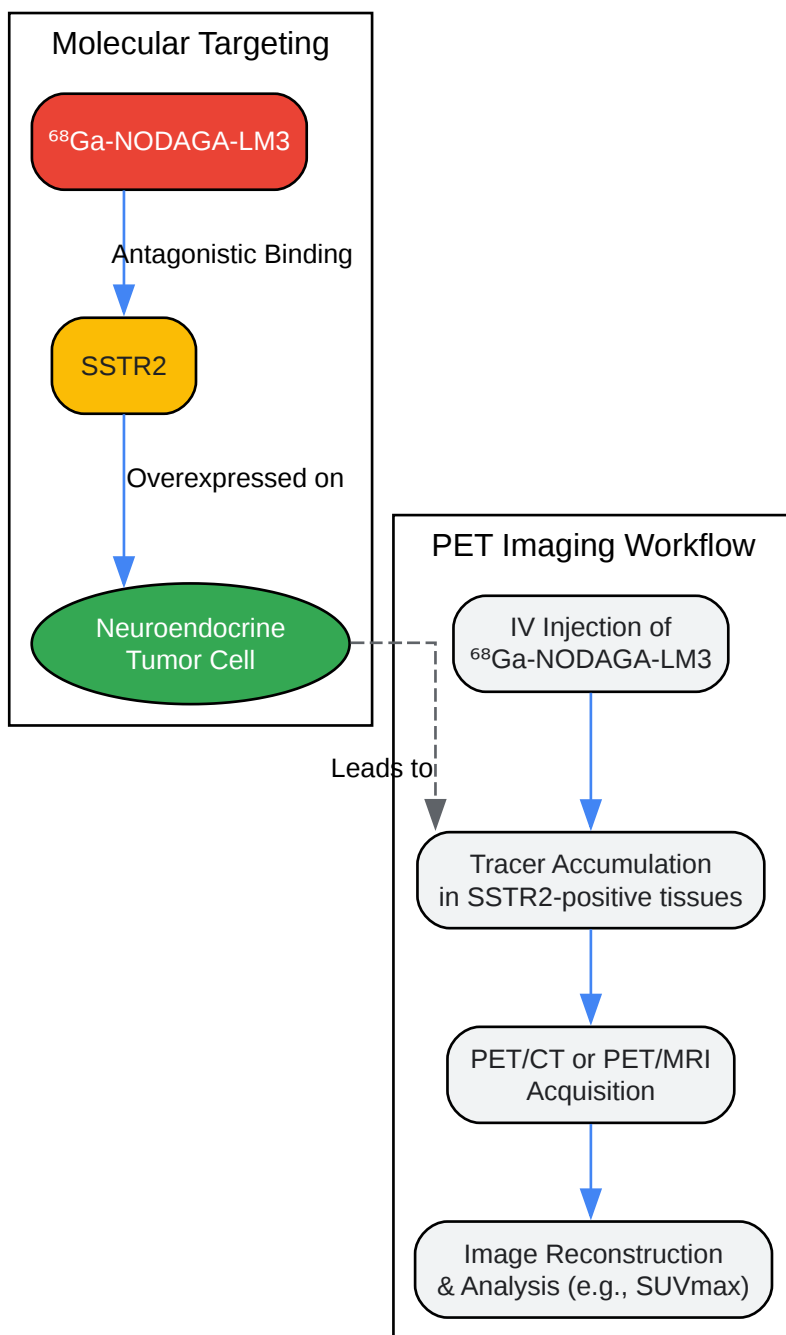 Molecular Targeting
⁶⁸Ga-NODAGA-LM3
Antagonistic Binding
SSTR2
Overexpressed on
Neuroendocrine
Tumor Cell
Leads to
PET Imaging Workflow
IV Injection of
⁶⁸Ga-NODAGA-LM3
Tracer Accumulation
in SSTR2-positive tissues
PET/CT or PET/MRI
Acquisition
Image Reconstruction
& Analysis (e.g., SUVmax)